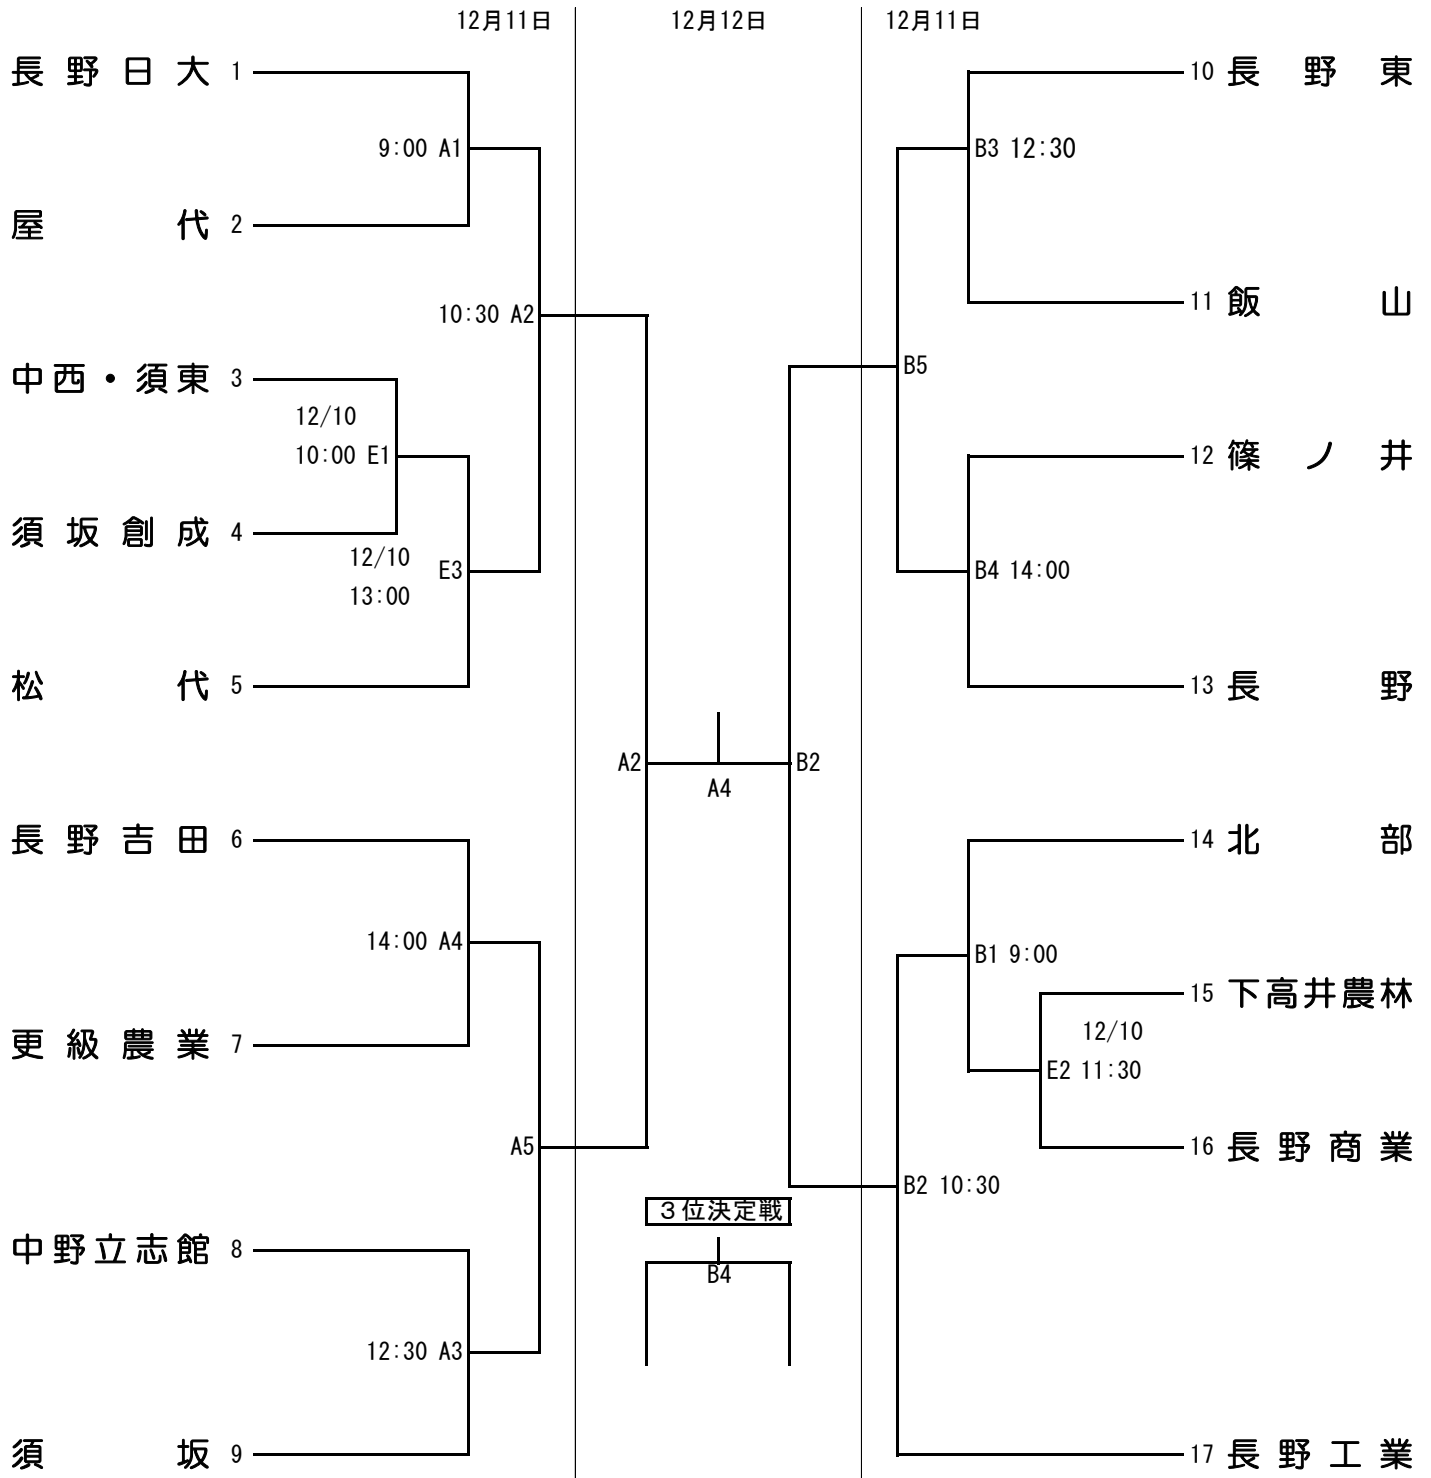 12月11日
12月12日
12月11日
長野日大 1
9:00 A1
屋代 2
10:30 A2
中西・須東 3
12/10
10:00 E1
須坂創成 4
12/10
13:00
E3
松代 5
長野吉田 6
14:00 A4
更級農業 7
A5
中野立志館 8
12:30 A3
須坂 9
A2
A4
B2
3位決定戦
B4
10 長野東
B3 12:30
11 飯山
B5
12 篠ノ井
B4 14:00
13 長野
14 北部
B1 9:00
15 下高井農林
12/10
E2 11:30
16 長野商業
B2 10:30
17 長野工業